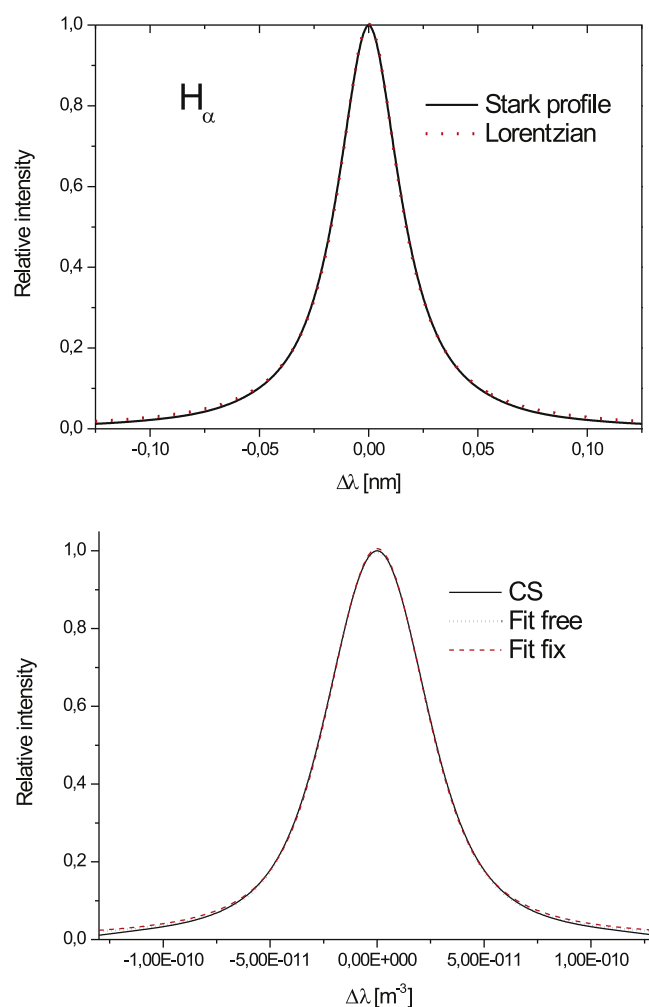 1,0
0,8
0,6
0,4
0,2
0,0
Relative intensity
Hα
Stark profile
Lorentzian
-0,10
-0,05
0,00
0,05
0,10
Δλ [nm]
1,0
0,8
0,6
0,4
0,2
0,0
Relative intensity
CS
Fit free
Fit fix
-1,00E-010
-5,00E-011
0,00E+000
5,00E-011
1,00E-010
Δλ [m⁻³]